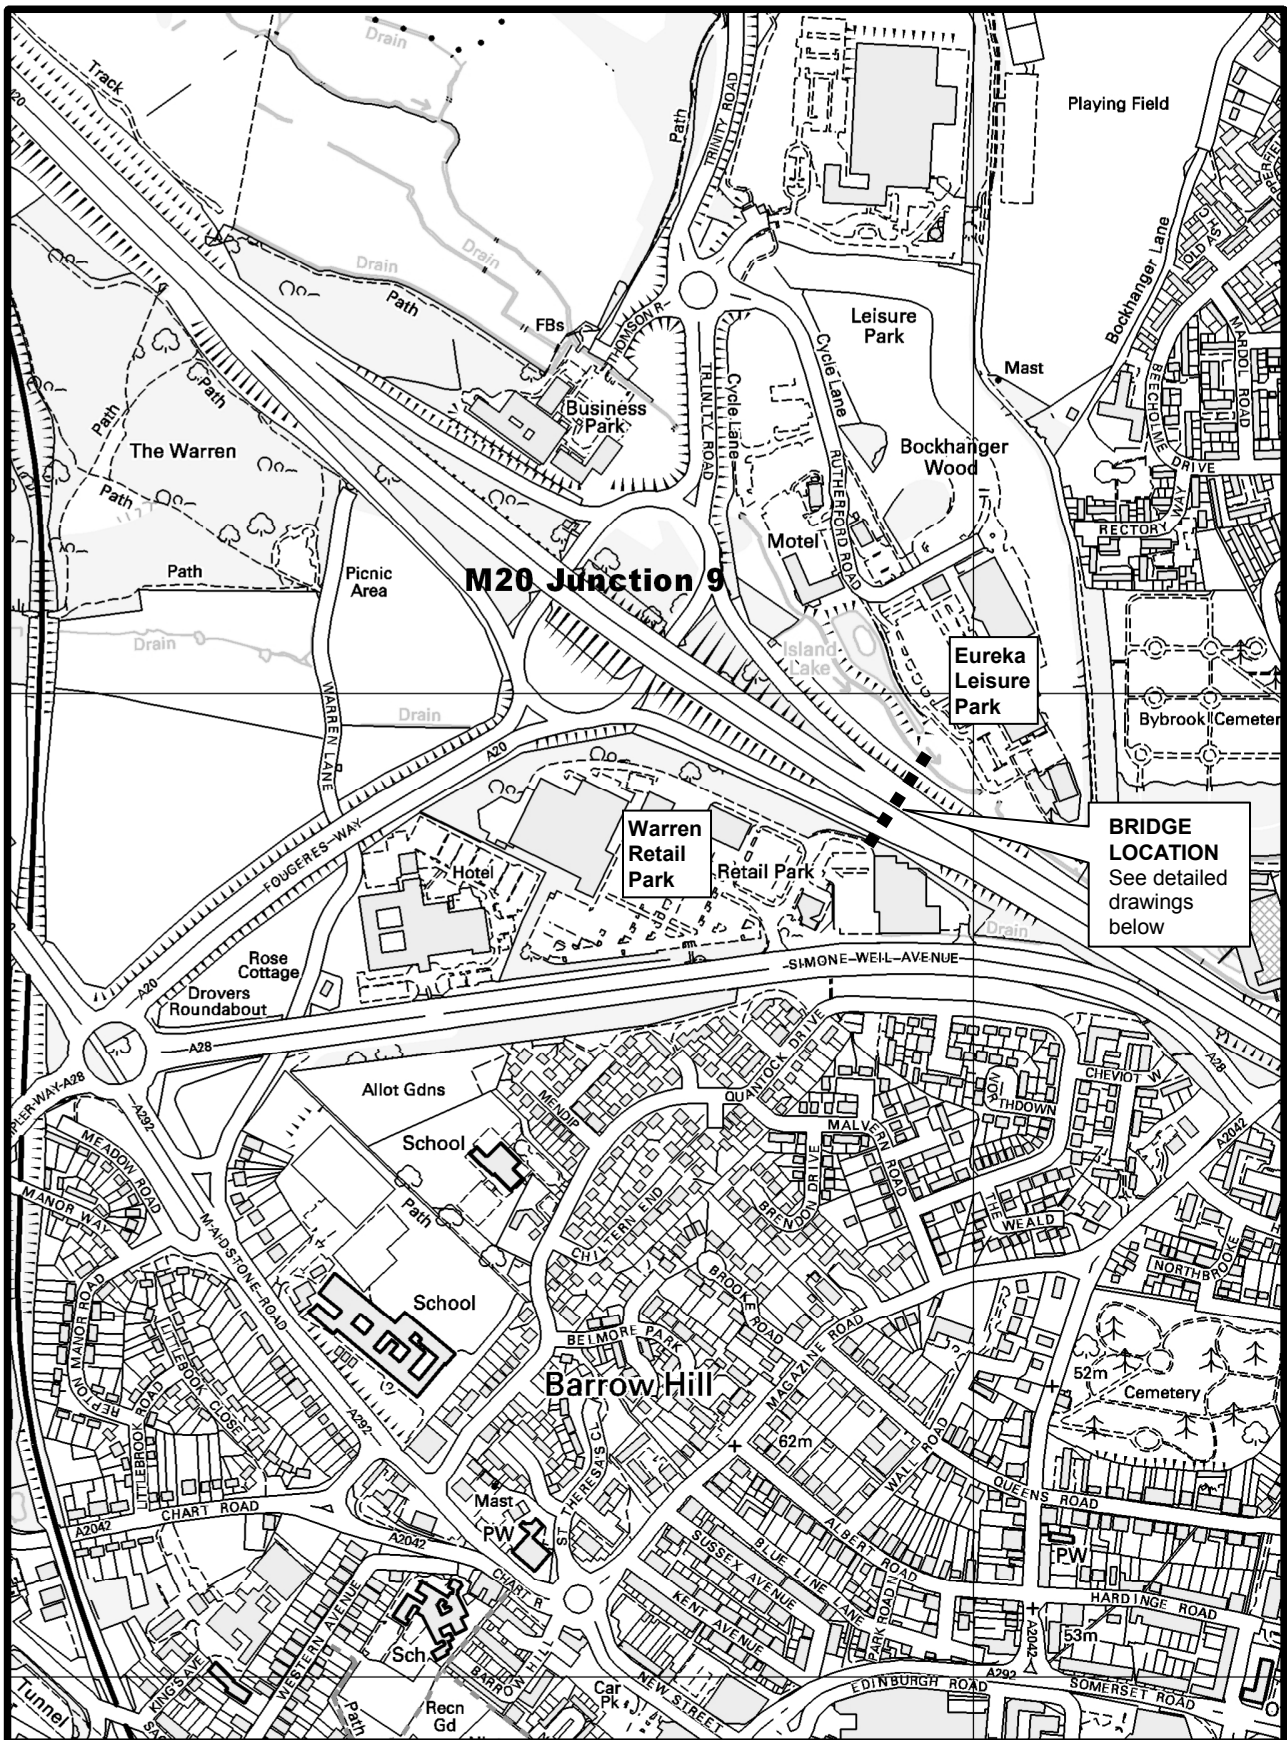 Drain
Track
Path
TRINITY ROAD
Playing Field
M20
OLD AS
Bockhanger Lane
Drain
Drain
Path
FBs
THOMSON R
Leisure
Park
Cycle Lane
MARDOL ROAD
Mast
BEECHOLME DRIVE
Path
Path
The Warren
Business
Park
TRINITY ROAD
Cycle Lane
RUTHERFORD ROAD
Bockhanger
Wood
Path
RECTORY WAY
Motel
M20 Junction 9
Path
Picnic
Area
Drain
Island
Lake
Eureka
Leisure
Park
WARREN LANE
Drain
Bybrook Cemeter
A20
FOUGERES WAY
Warren
Retail
Park
Retail Park
Hotel
BRIDGE
LOCATION
See detailed
drawings
below
Drain
SIMONE WEIL AVENUE
Rose
Cottage
A20
Drovers
Roundabout
A28
A28
PLER WAY A28
Allot Gdns
MENDIP
QUANTOCK DRIVE
CHEVIOT W
THDOWN
A2042
A292
MEADOW ROAD
School
MALVERN ROAD
MANOR WAY
Path
BRENDON DRIVE
THE WEALD
CHILTERN END
NORTHBROOKE
MAIDSTONE ROAD
BROOKE ROAD
School
REPTON MANOR ROAD
LITTLEBOOK CLOSE
BELMORE PARK
MAGAZINE ROAD
52m
Cemetery
Barrow Hill
LITTLEBROOK ROAD
A292
62m
WALL ROAD
ST THERESA'S CL
Mast
QUEENS ROAD
CHART ROAD
A2042
A2042
PW
ALBERT ROAD
BLUE LINE LANE
SUSSEX AVENUE
PW
CHART R
KENT AVENUE
PARK ROAD
HARDINGE ROAD
WESTERN AVENUE
Sch
53m
A2042
KINGS AVE
BARROW HILL
NEW STREET
A292
EDINBURGH ROAD
SOMERSET ROAD
Car
Pk
Tunnel
Path
Recn
Gd